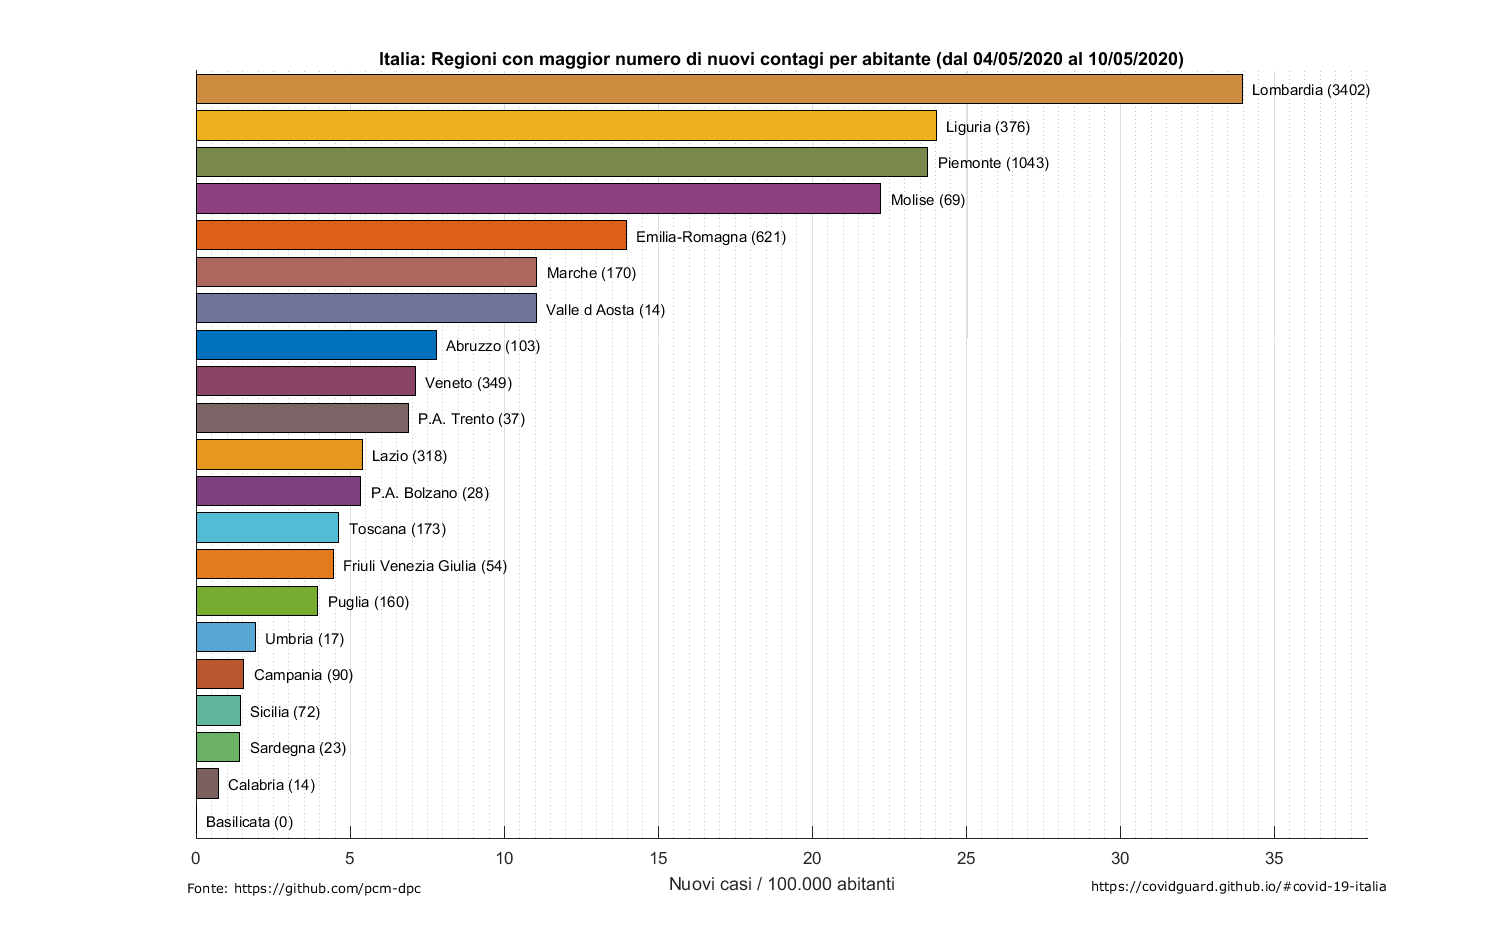 Italia: Regioni con maggior numero di nuovi contagi per abitante (dal 04/05/2020 al 10/05/2020)
Lombardia (3402)
Liguria (376)
Piemonte (1043)
Molise (69)
Emilia-Romagna (621)
Marche (170)
Valle d Aosta (14)
Abruzzo (103)
Veneto (349)
P.A. Trento (37)
Lazio (318)
P.A. Bolzano (28)
Toscana (173)
Friuli Venezia Giulia (54)
Puglia (160)
Umbria (17)
Campania (90)
Sicilia (72)
Sardegna (23)
Calabria (14)
Basilicata (0)
0 5 10 15 20 25 30 35
Nuovi casi / 100.000 abitanti
Fonte: https://github.com/pcm-dpc
https://covidguard.github.io/#covid-19-italia